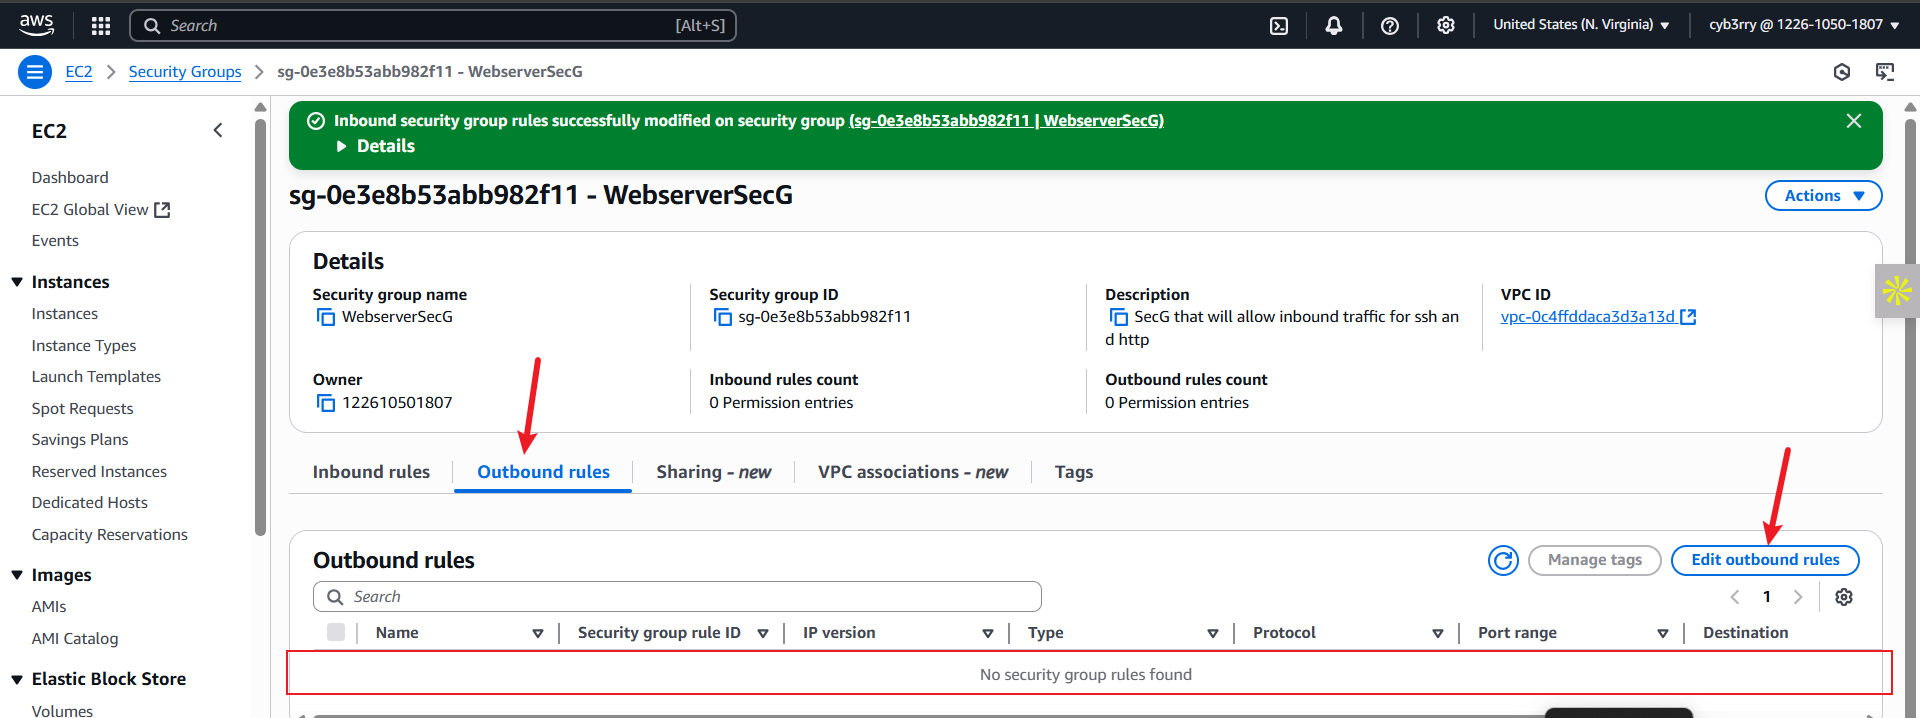 aws
Search [Alt+S]
United States (N. Virginia) cyb3rry @ 1226-1050-1807
EC2 Security Groups sg-0e3e8b53abb982f11 - WebserverSecG
EC2
Dashboard
EC2 Global View
Events
Instances
Instances
Instance Types
Launch Templates
Spot Requests
Savings Plans
Reserved Instances
Dedicated Hosts
Capacity Reservations
Images
AMIs
AMI Catalog
Elastic Block Store
Volumes
Inbound security group rules successfully modified on security group (sg-0e3e8b53abb982f11 | WebserverSecG)
Details
sg-0e3e8b53abb982f11 - WebserverSecG
Actions
Details
Security group name
WebserverSecG
Security group ID
sg-0e3e8b53abb982f11
Description
SecG that will allow inbound traffic for ssh an
d http
VPC ID
vpc-0c4ffddaca3d3a13d
Owner
122610501807
Inbound rules count
0 Permission entries
Outbound rules count
0 Permission entries
Inbound rules Outbound rules Sharing - new VPC associations - new Tags
Outbound rules
Manage tags Edit outbound rules
Search
1
Name Security group rule ID IP version Type Protocol Port range Destination
No security group rules found